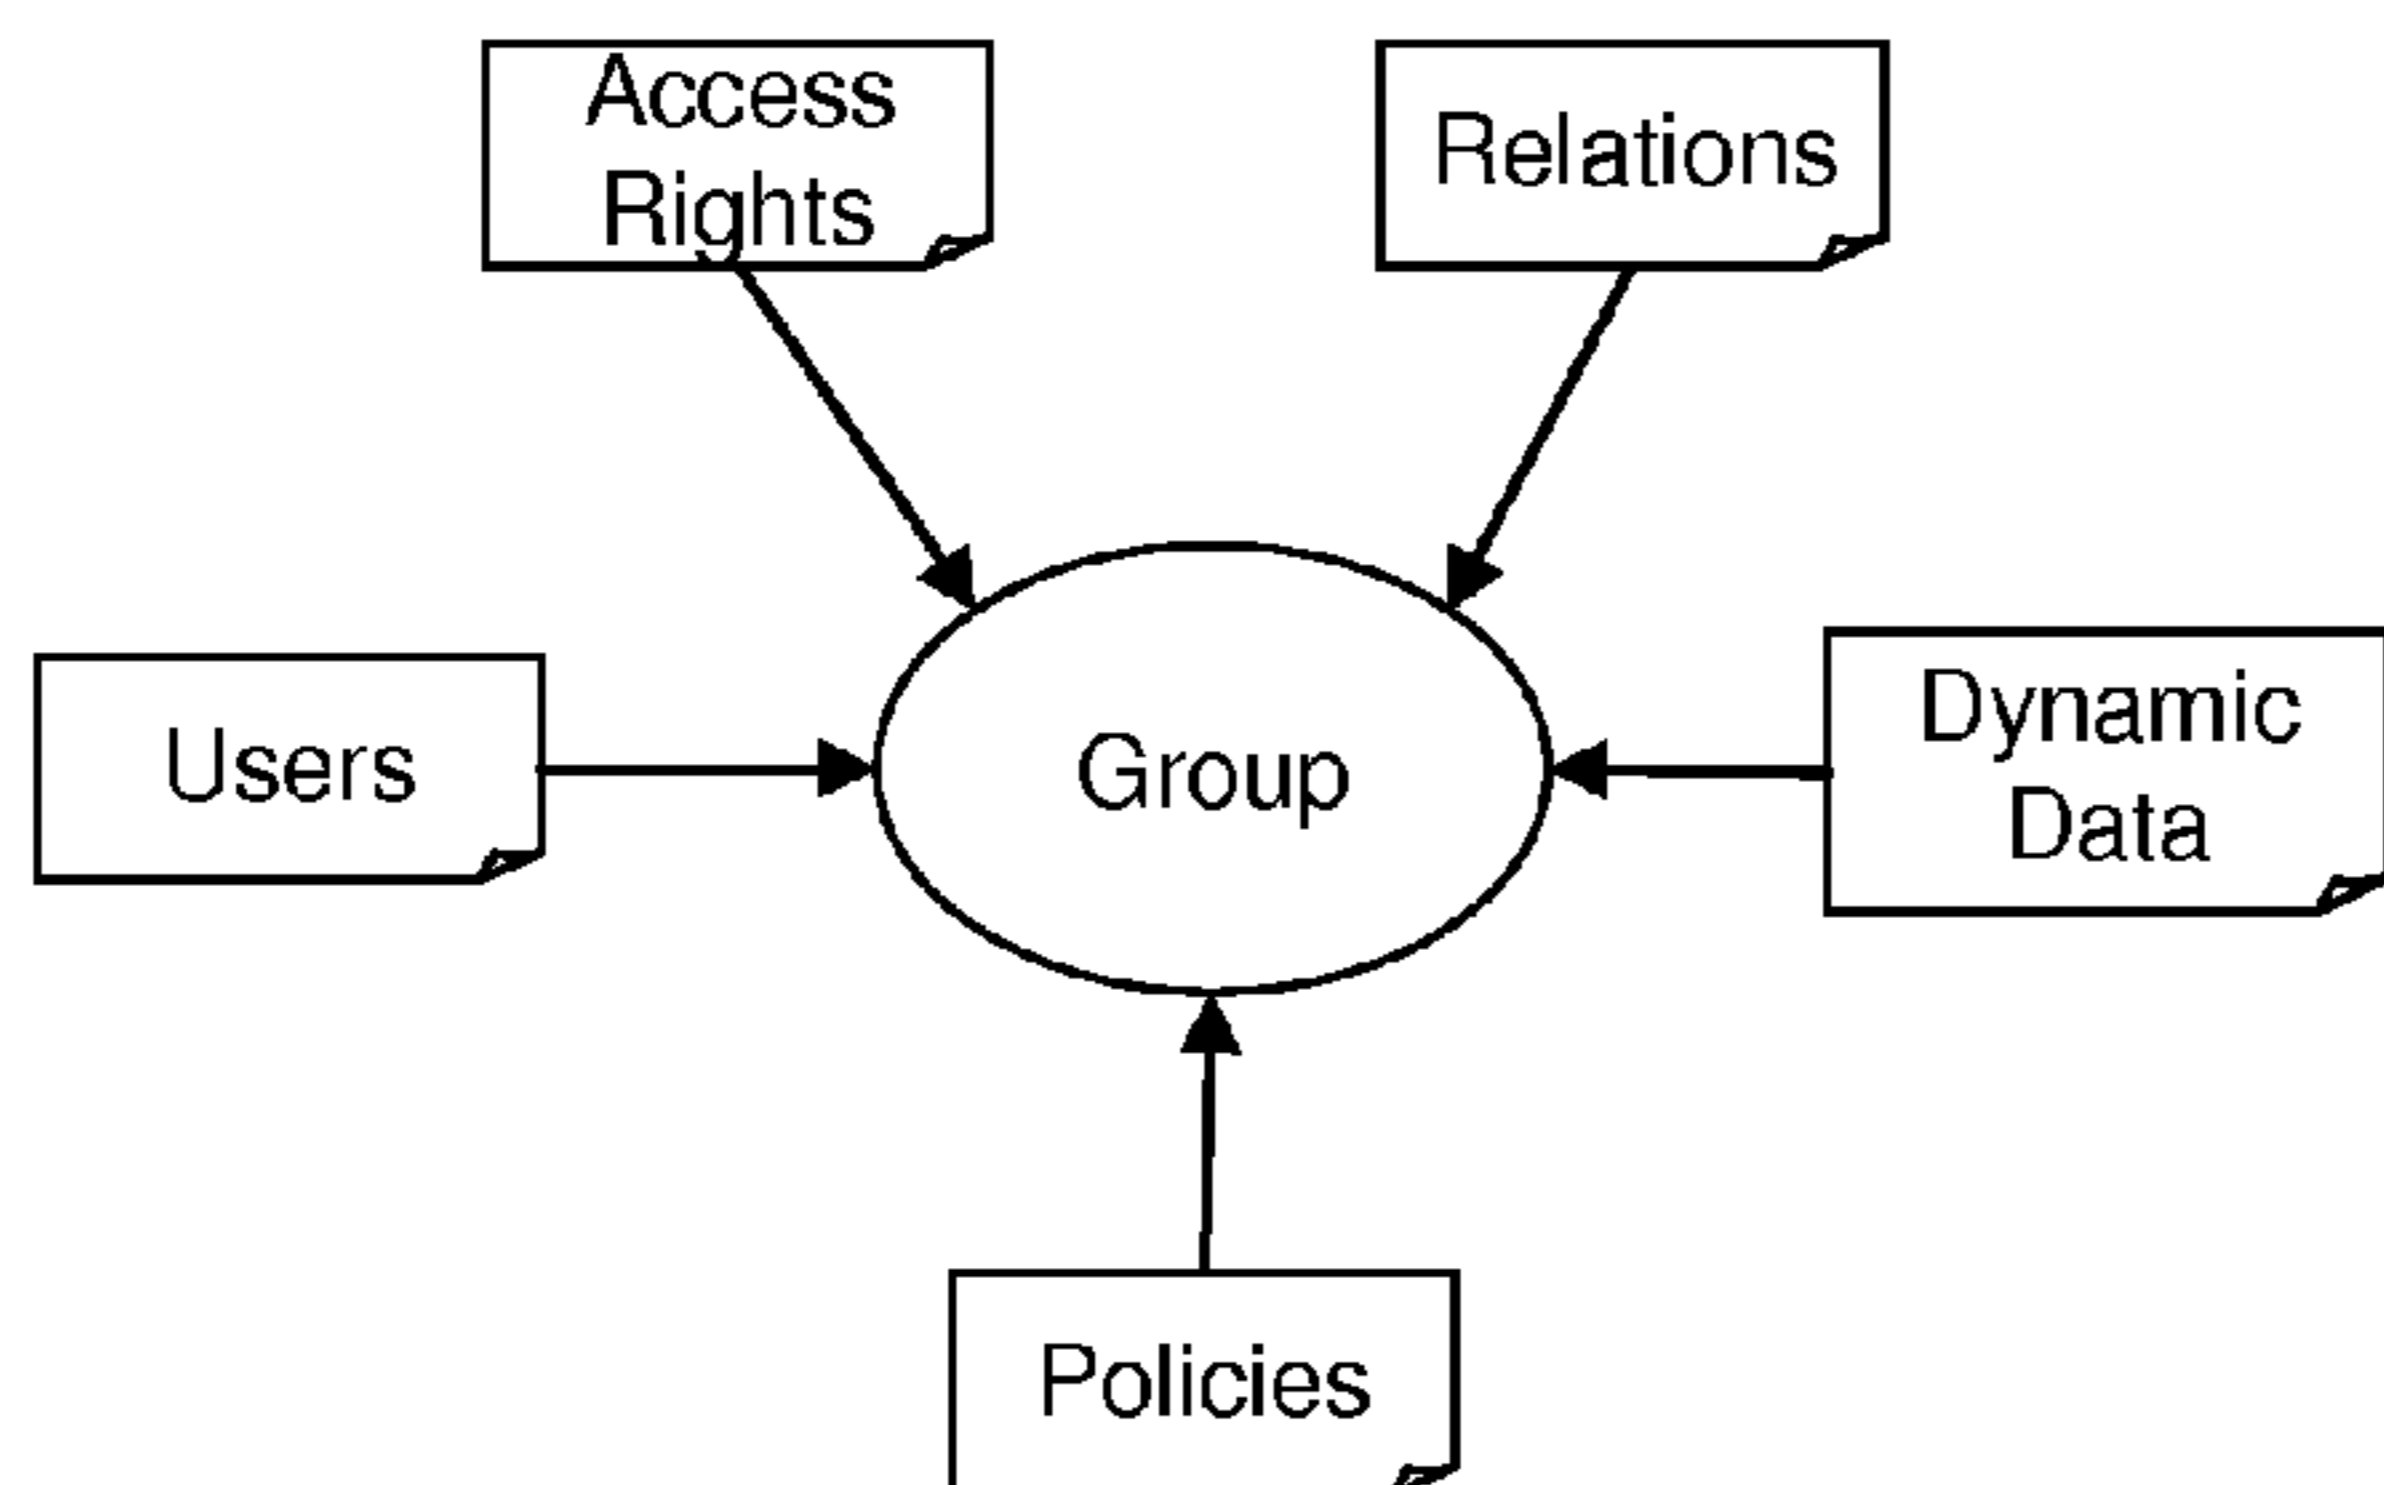 Access
Rights
Relations
Users
Group
Dynamic
Data
Policies